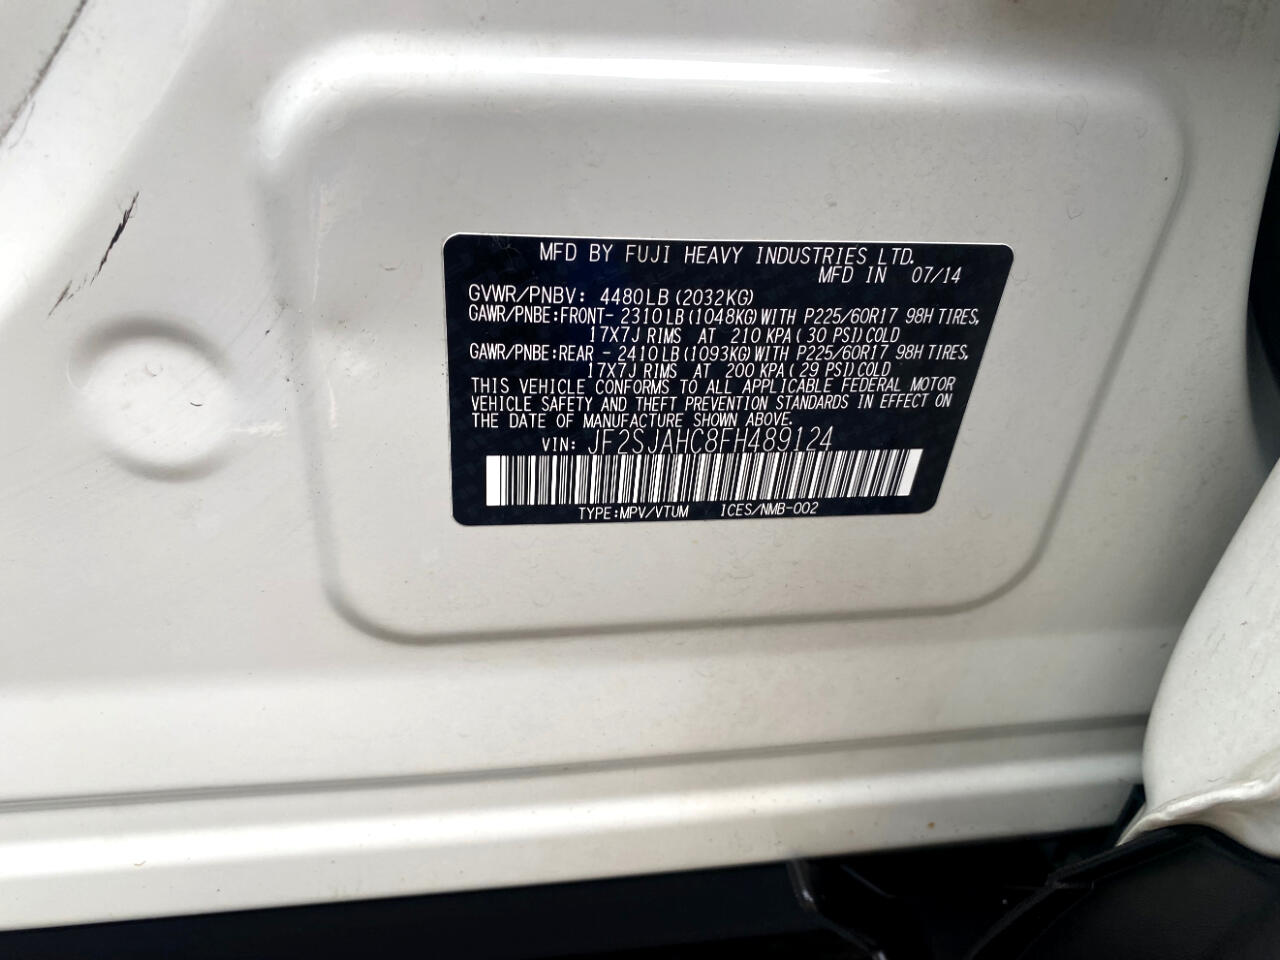 MFD BY FUJI HEAVY INDUSTRIES LTD.
MFD IN 07/14
GVWR/PNBV: 4480LB(2032KG)
GAWR/PNBE:FRONT- 2310LB(1048KG)WITH P225/60R17 98H TIRES,
17X7J RIMS AT 210 KPA(30 PSI)COLD
GAWR/PNBE:REAR - 2410LB(1093KG)WITH P225/60R17 98H TIRES,
17X7J RIMS AT 200 KPA(29 PSI)COLD
THIS VEHICLE CONFORMS TO ALL APPLICABLE FEDERAL MOTOR
VEHICLE SAFETY AND THEFT PREVENTION STANDARDS IN EFFECT ON
THE DATE OF MANUFACTURE SHOWN ABOVE.
VIN: JF2SJAHC8FH489124
TYPE:MPV/VTUM ICES/NMB-002